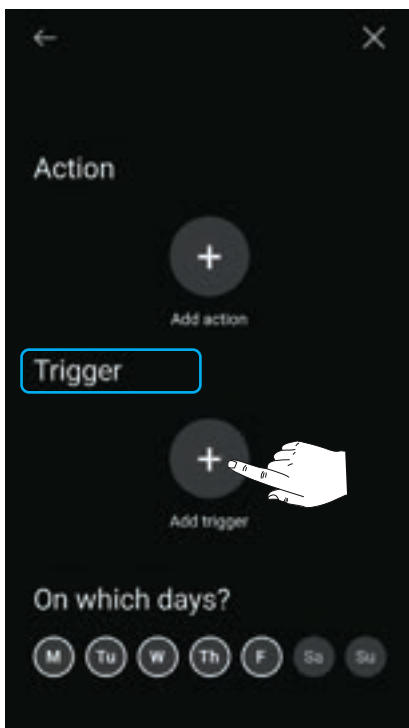 Action
+
Add action
Trigger
+
Add trigger
On which days?
M Tu W Th F Sa Su